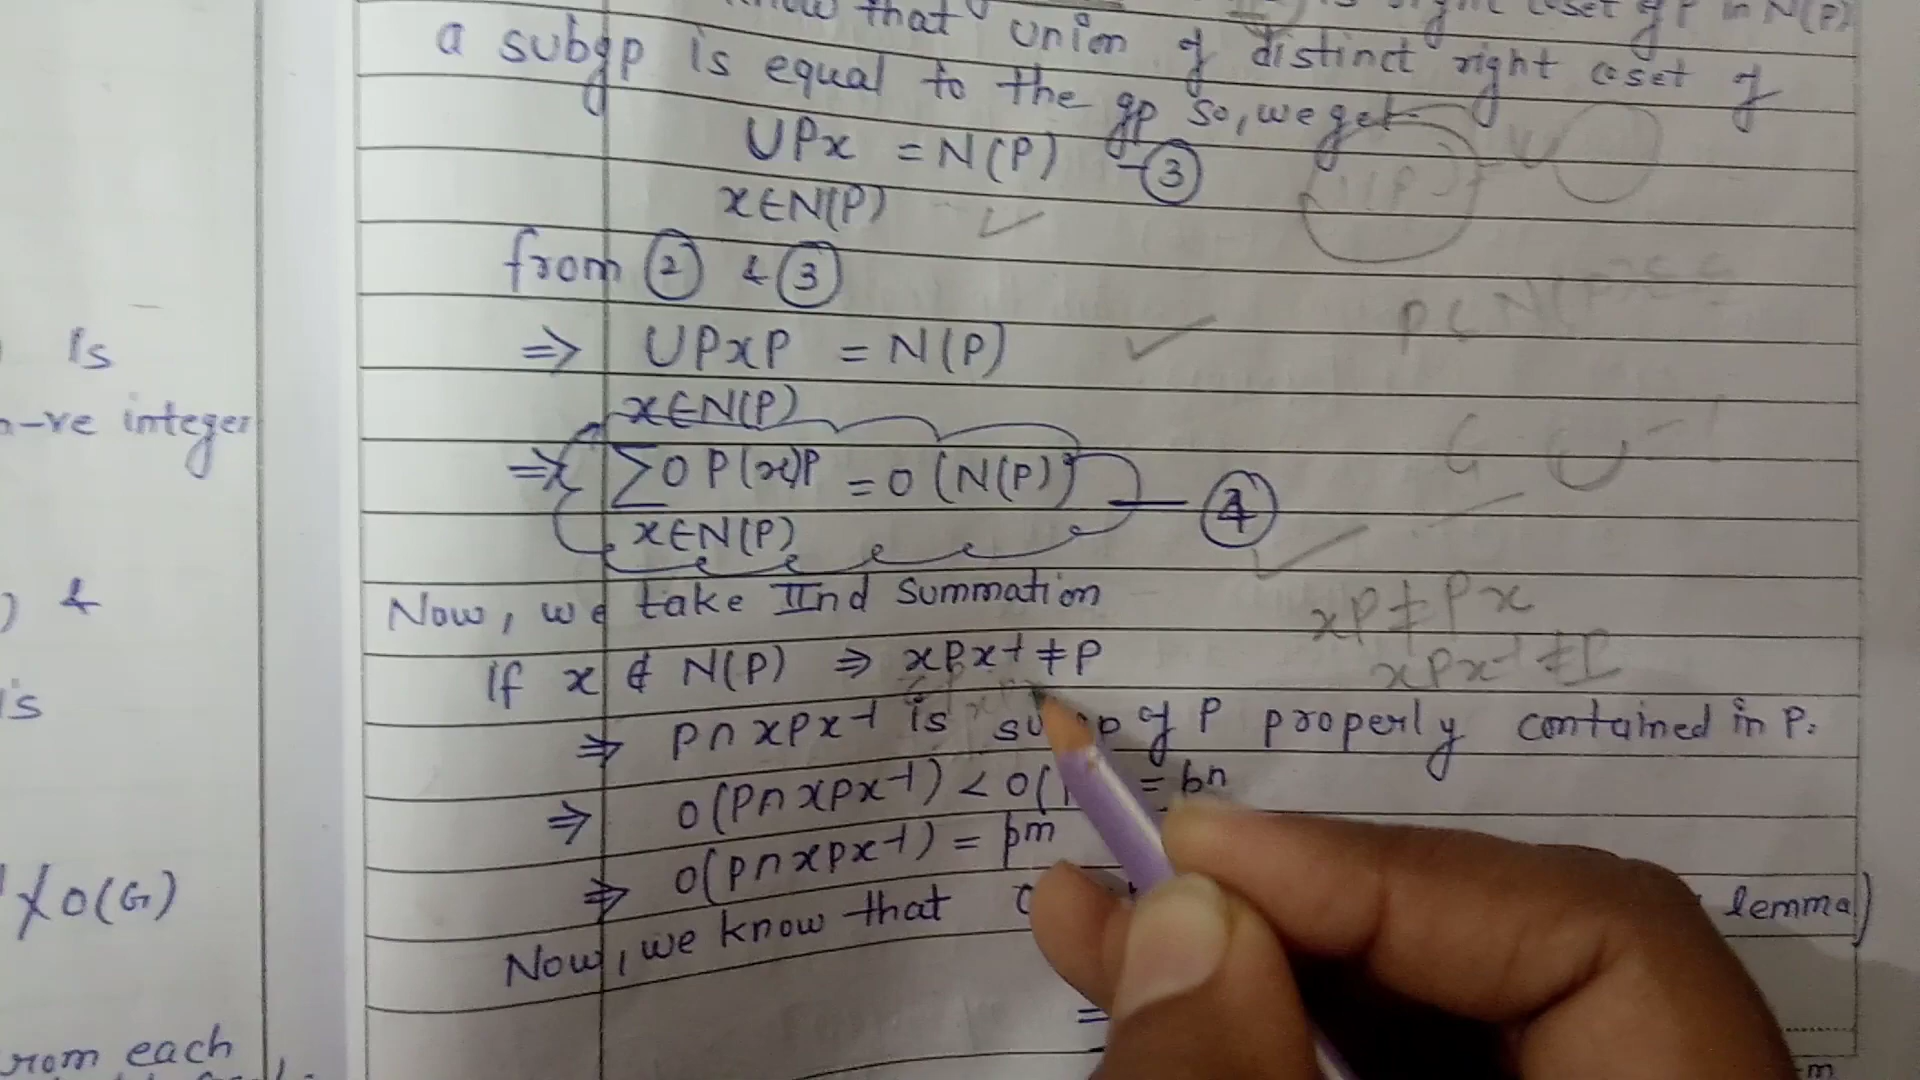 know that union of distinct right coset of
a subgp is equal to the gp so, we get
UPx = N(P) - ③
x∈N(P)
from ② & ③
⇒ UPxP = N(P)
x∈N(P)
⇒ ∑O P(x)P = O(N(P)) — ④
x∈N(P)
Now, we take IInd summation
If x ∉ N(P) ⇒ xPx⁻¹ ≠ P
⇒ P∩xPx⁻¹ is of P properly contained in P.
⇒ O(P∩xPx⁻¹) < O( ) = pⁿ
⇒ O(P∩xPx⁻¹) = pᵐ
Now, we know that lemma)
=
xP≠Px
xPx⁻¹≠P
is
n-ve integer
) &
is
∤O(G)
from each